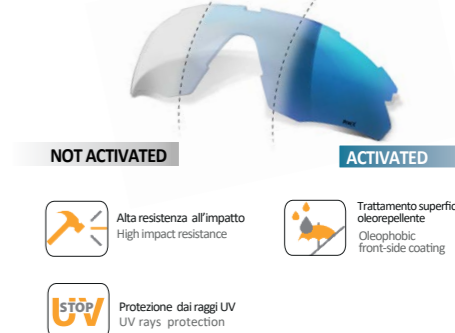 NOT ACTIVATED
ACTIVATED
Alta resistenza all'impatto
High impact resistance
Trattamento superfic
oleorepellente
Oleophobic
front-side coating
STOP
UV
Protezione dai raggi UV
UV rays protection